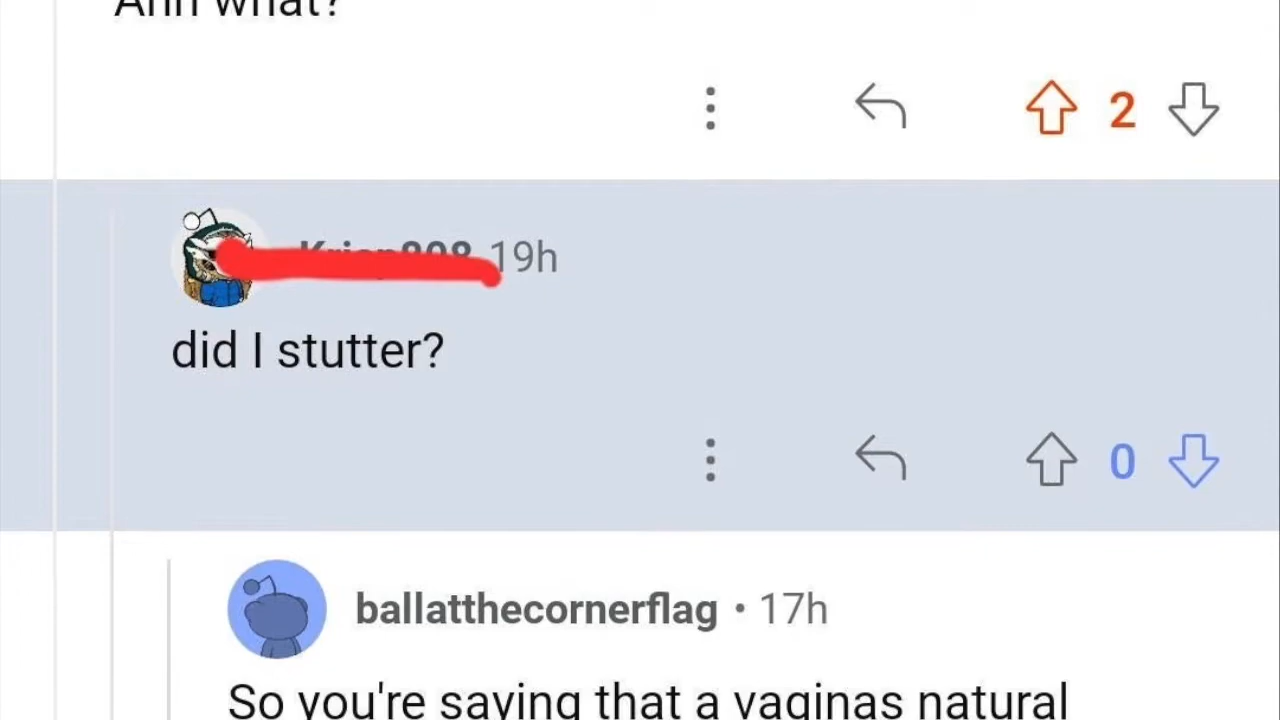 Ahh what?
2
19h
did I stutter?
0
ballatthecornerflag • 17h
So you're saying that a vaginas natural